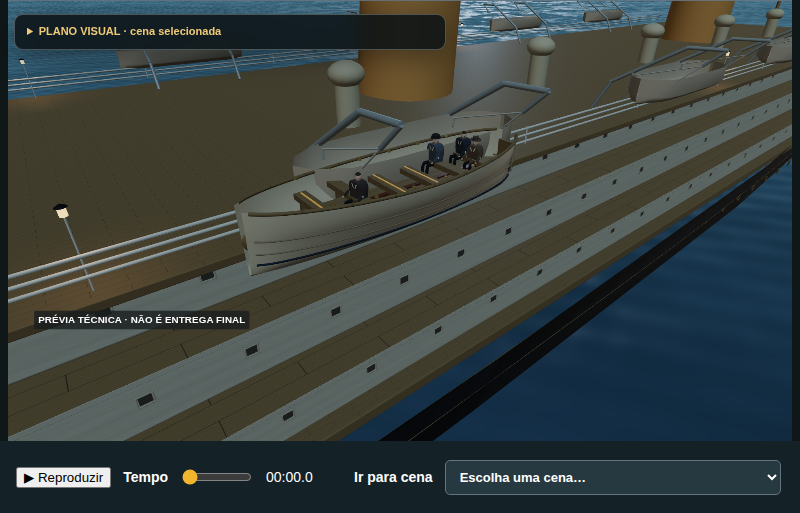 ▶ PLANO VISUAL · cena selecionada
PRÉVIA TÉCNICA · NÃO É ENTREGA FINAL
▶ Reproduzir Tempo 00:00.0 Ir para cena Escolha uma cena…